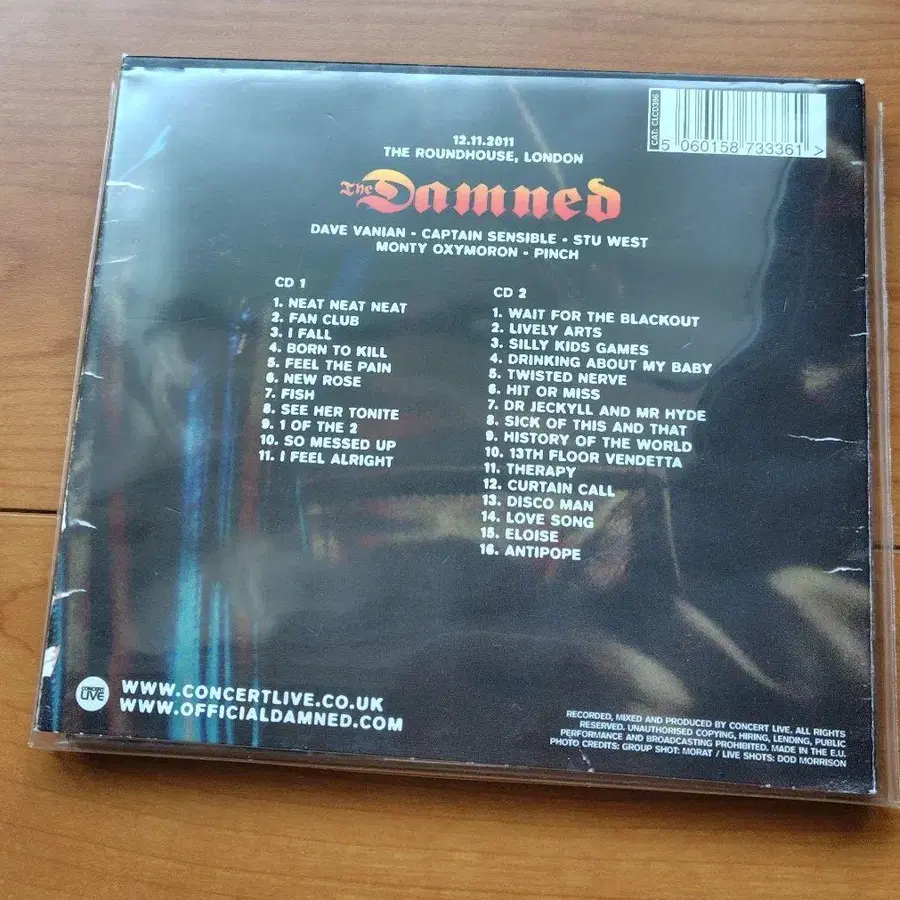 CAT: CLCD316
5 060158 733361 >
12.11.2011
THE ROUNDHOUSE, LONDON
The Damned
DAVE VANIAN - CAPTAIN SENSIBLE - STU WEST
MONTY OXYMORON - PINCH
CD 1
1. NEAT NEAT NEAT
2. FAN CLUB
3. I FALL
4. BORN TO KILL
5. FEEL THE PAIN
6. NEW ROSE
7. FISH
8. SEE HER TONITE
9. 1 OF THE 2
10. SO MESSED UP
11. I FEEL ALRIGHT
CD 2
1. WAIT FOR THE BLACKOUT
2. LIVELY ARTS
3. SILLY KIDS GAMES
4. DRINKING ABOUT MY BABY
5. TWISTED NERVE
6. HIT OR MISS
7. DR JECKYLL AND MR HYDE
8. SICK OF THIS AND THAT
9. HISTORY OF THE WORLD
10. 13TH FLOOR VENDETTA
11. THERAPY
12. CURTAIN CALL
13. DISCO MAN
14. LOVE SONG
15. ELOISE
16. ANTIPOPE
CONCERT
LIVE
WWW.CONCERTLIVE.CO.UK
WWW.OFFICIALDAMNED.COM
RECORDED, MIXED AND PRODUCED BY CONCERT LIVE. ALL RIGHTS
RESERVED. UNAUTHORISED COPYING, HIRING, LENDING, PUBLIC
PERFORMANCE AND BROADCASTING PROHIBITED. MADE IN THE E.U.
PHOTO CREDITS: GROUP SHOT: MORAT / LIVE SHOTS: DOD MORRISON